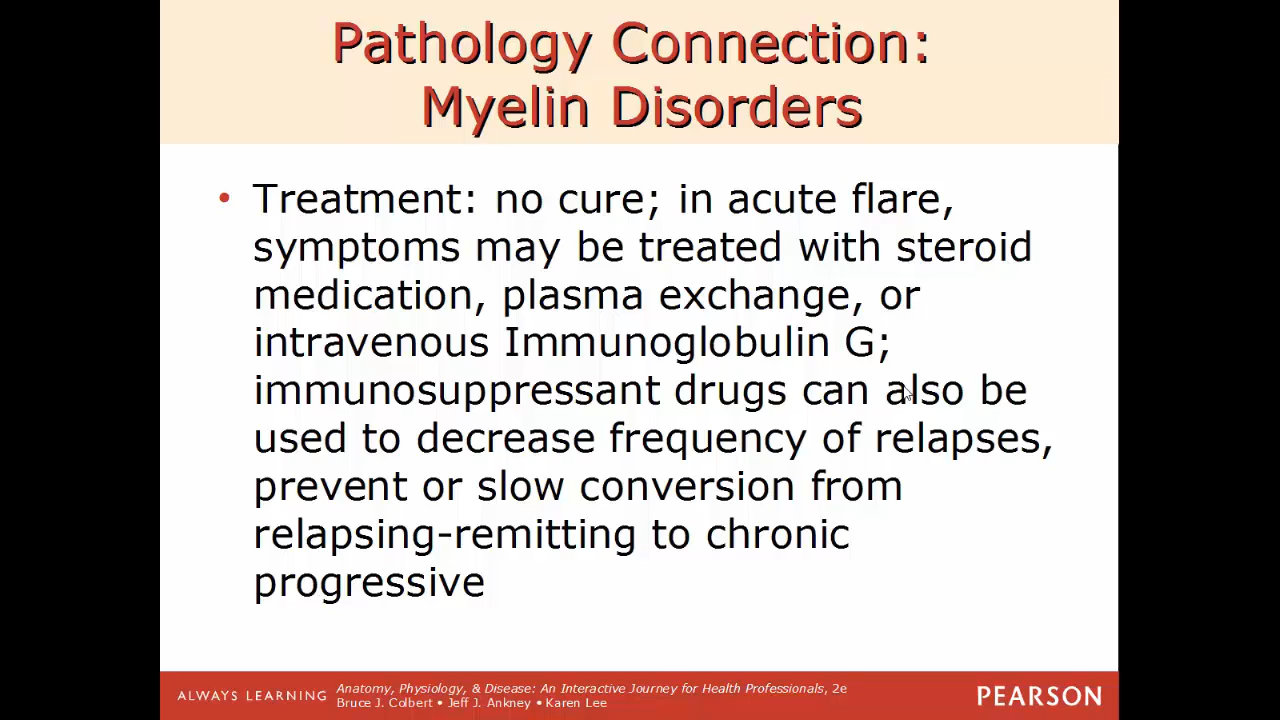 Pathology Connection:
Myelin Disorders
• Treatment: no cure; in acute flare,
symptoms may be treated with steroid
medication, plasma exchange, or
intravenous Immunoglobulin G;
immunosuppressant drugs can also be
used to decrease frequency of relapses,
prevent or slow conversion from
relapsing-remitting to chronic
progressive
ALWAYS LEARNING
Anatomy, Physiology, & Disease: An Interactive Journey for Health Professionals, 2e
Bruce J. Colbert • Jeff J. Ankney • Karen Lee
PEARSON